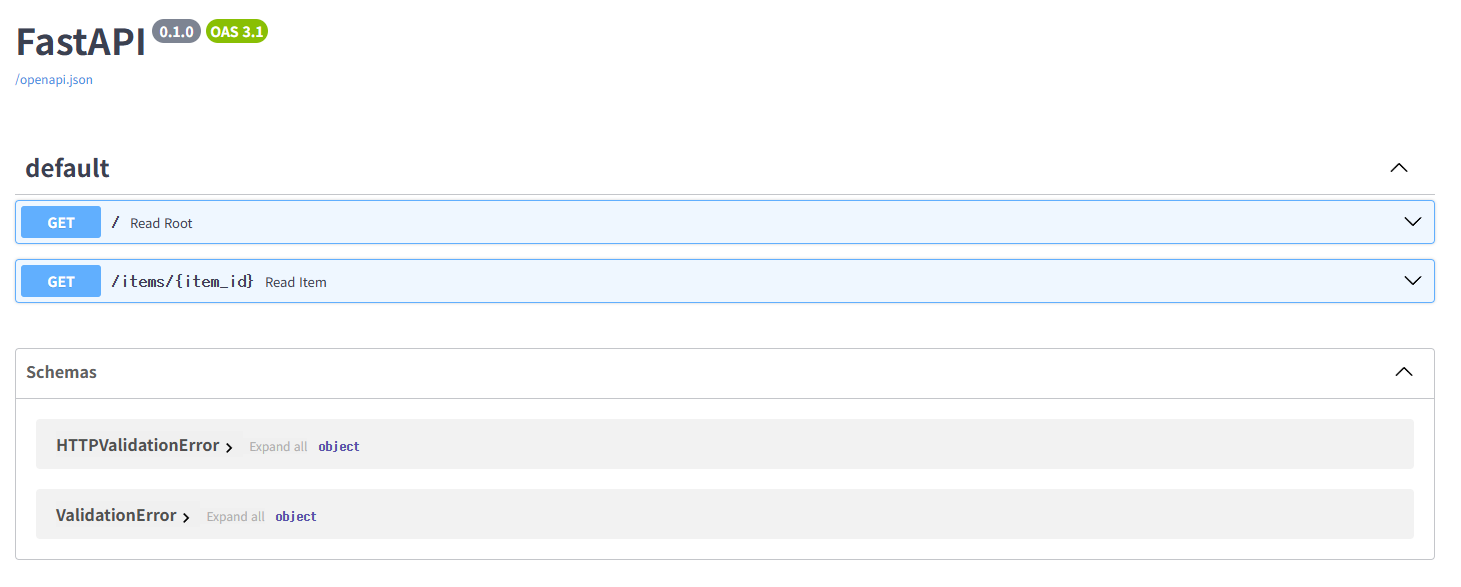 FastAPI 0.1.0 OAS 3.1
/openapi.json
default
GET / Read Root
GET /items/{item_id} Read Item
Schemas
HTTPValidationError Expand all object
ValidationError Expand all object